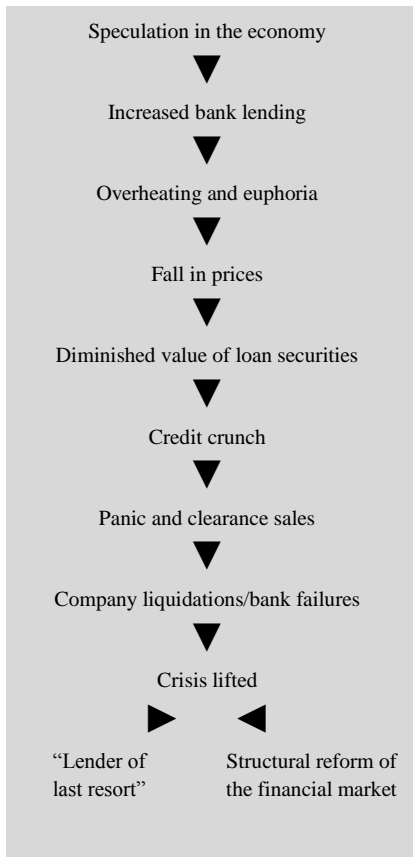 Speculation in the economy
Increased bank lending
Overheating and euphoria
Fall in prices
Diminished value of loan securities
Credit crunch
Panic and clearance sales
Company liquidations/bank failures
Crisis lifted
“Lender of
last resort”
Structural reform of
the financial market